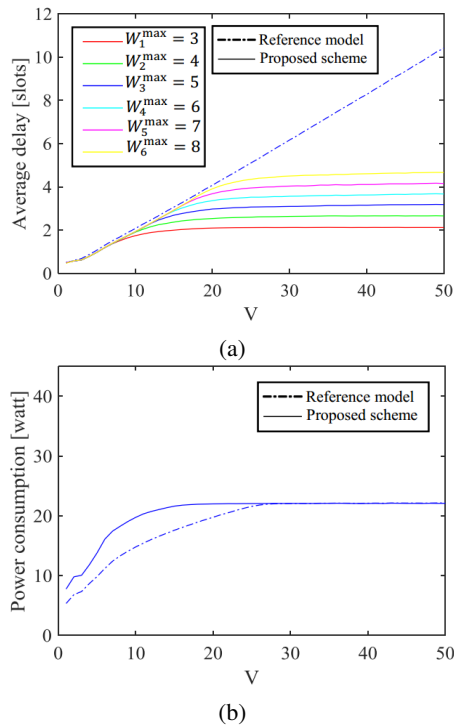 12
10
8
6
4
2
0
Average delay [slots]
W₁ᵐᵃˣ = 3
W₂ᵐᵃˣ = 4
W₃ᵐᵃˣ = 5
W₄ᵐᵃˣ = 6
W₅ᵐᵃˣ = 7
W₆ᵐᵃˣ = 8
Reference model
Proposed scheme
0 10 20 30 40 50
V
(a)
40
30
20
10
0
Power consumption [watt]
Reference model
Proposed scheme
0 10 20 30 40 50
V
(b)